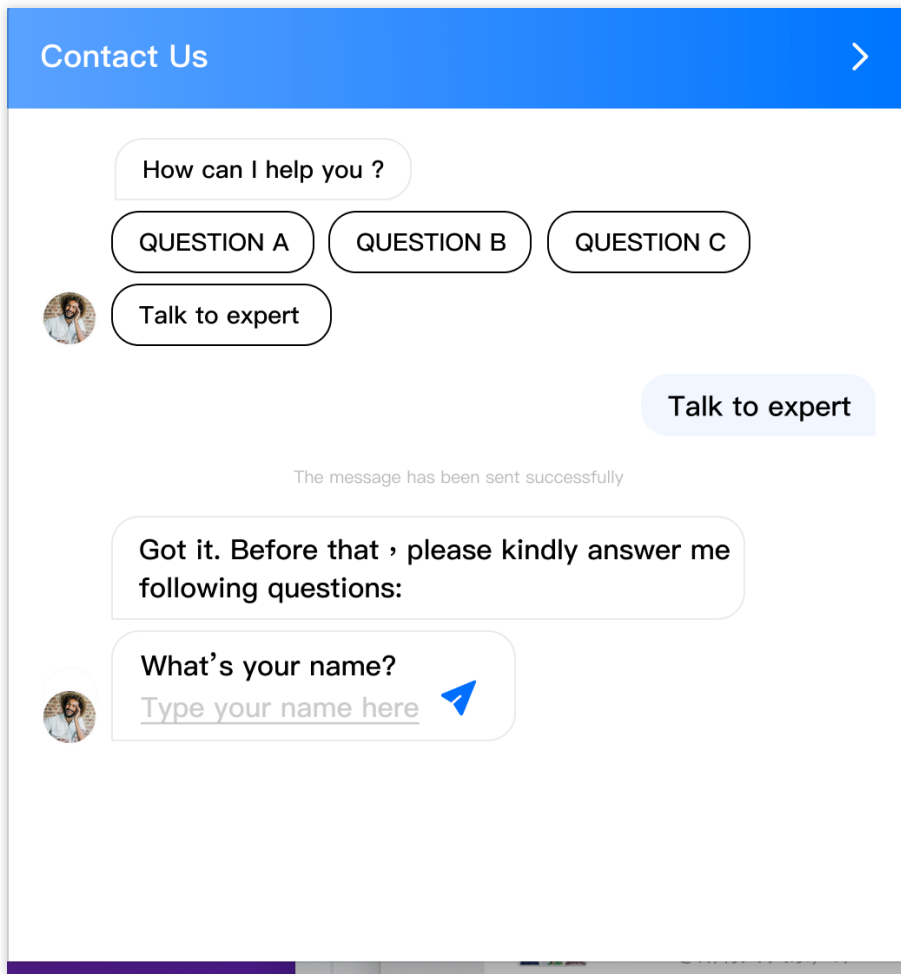 Contact Us
How can I help you ?
QUESTION A
QUESTION B
QUESTION C
Talk to expert
Talk to expert
The message has been sent successfully
Got it. Before that，please kindly answer me
following questions:
What’s your name?
Type your name here